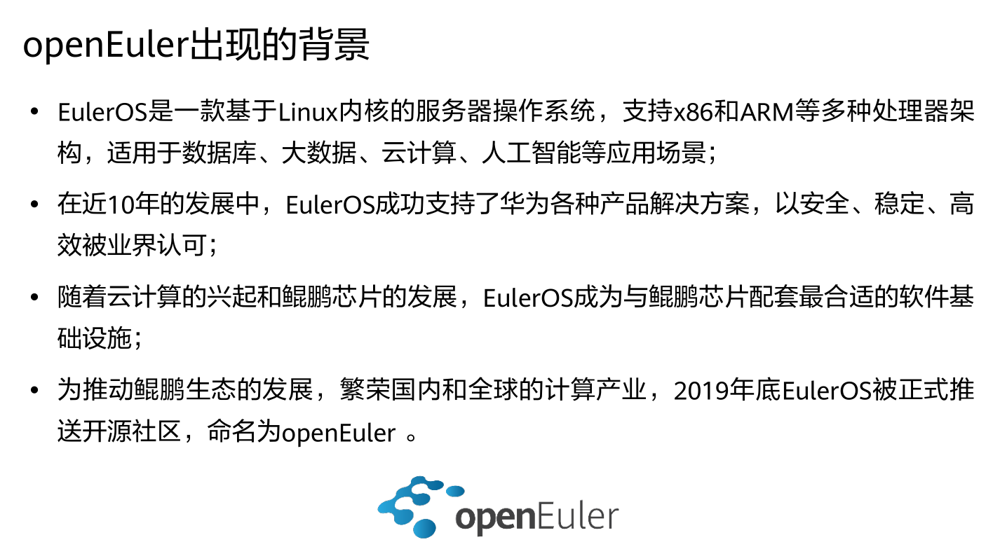 openEuler出现的背景
• EulerOS是一款基于Linux内核的服务器操作系统，支持x86和ARM等多种处理器架
构，适用于数据库、大数据、云计算、人工智能等应用场景；
• 在近10年的发展中，EulerOS成功支持了华为各种产品解决方案，以安全、稳定、高
效被业界认可；
• 随着云计算的兴起和鲲鹏芯片的发展，EulerOS成为与鲲鹏芯片配套最合适的软件基
础设施；
• 为推动鲲鹏生态的发展，繁荣国内和全球的计算产业，2019年底EulerOS被正式推
送开源社区，命名为openEuler 。
openEuler